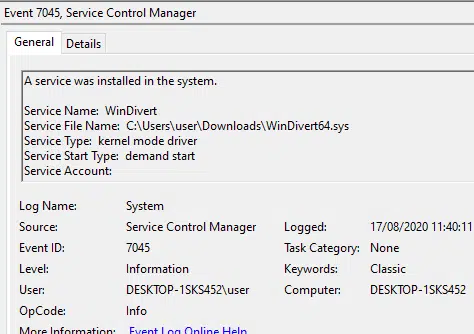 Event 7045, Service Control Manager
General Details
A service was installed in the system.
Service Name: WinDivert
Service File Name: C:\Users\user\Downloads\WinDivert64.sys
Service Type: kernel mode driver
Service Start Type: demand start
Service Account:
Log Name: System
Source: Service Control Manager Logged: 17/08/2020 11:40:11
Event ID: 7045 Task Category: None
Level: Information Keywords: Classic
User: DESKTOP-1SKS452\user Computer: DESKTOP-1SKS452
OpCode: Info
More Information: Event Log Online Help